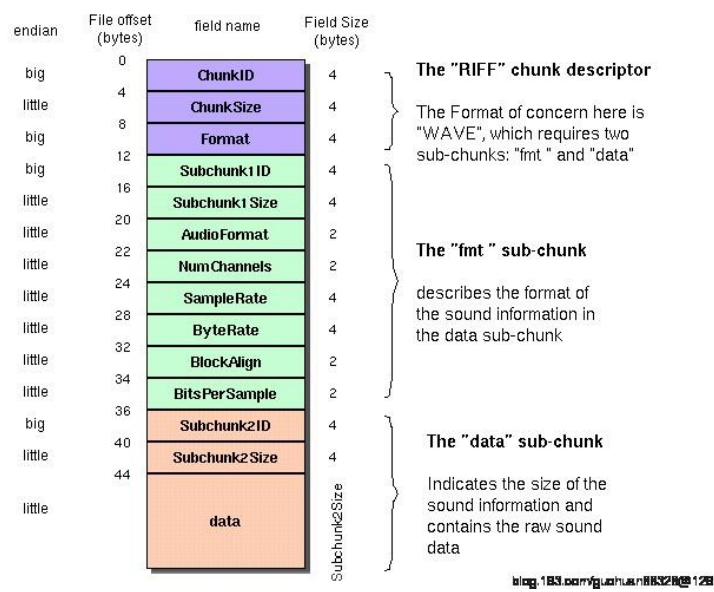 endian
File offset
(bytes)
field name
Field Size
(bytes)
0
big
ChunkID
4
4
little
ChunkSize
4
8
big
Format
4
12
big
Subchunk1ID
4
16
little
Subchunk1Size
4
20
little
AudioFormat
2
22
little
NumChannels
2
24
little
SampleRate
4
28
little
ByteRate
4
32
little
BlockAlign
2
34
little
BitsPerSample
2
36
big
Subchunk2ID
4
40
little
Subchunk2Size
4
44
little
data
Subchunk2Size
The "RIFF" chunk descriptor
The Format of concern here is
"WAVE", which requires two
sub-chunks: "fmt " and "data"
The "fmt " sub-chunk
describes the format of
the sound information in
the data sub-chunk
The "data" sub-chunk
Indicates the size of the
sound information and
contains the raw sound
data